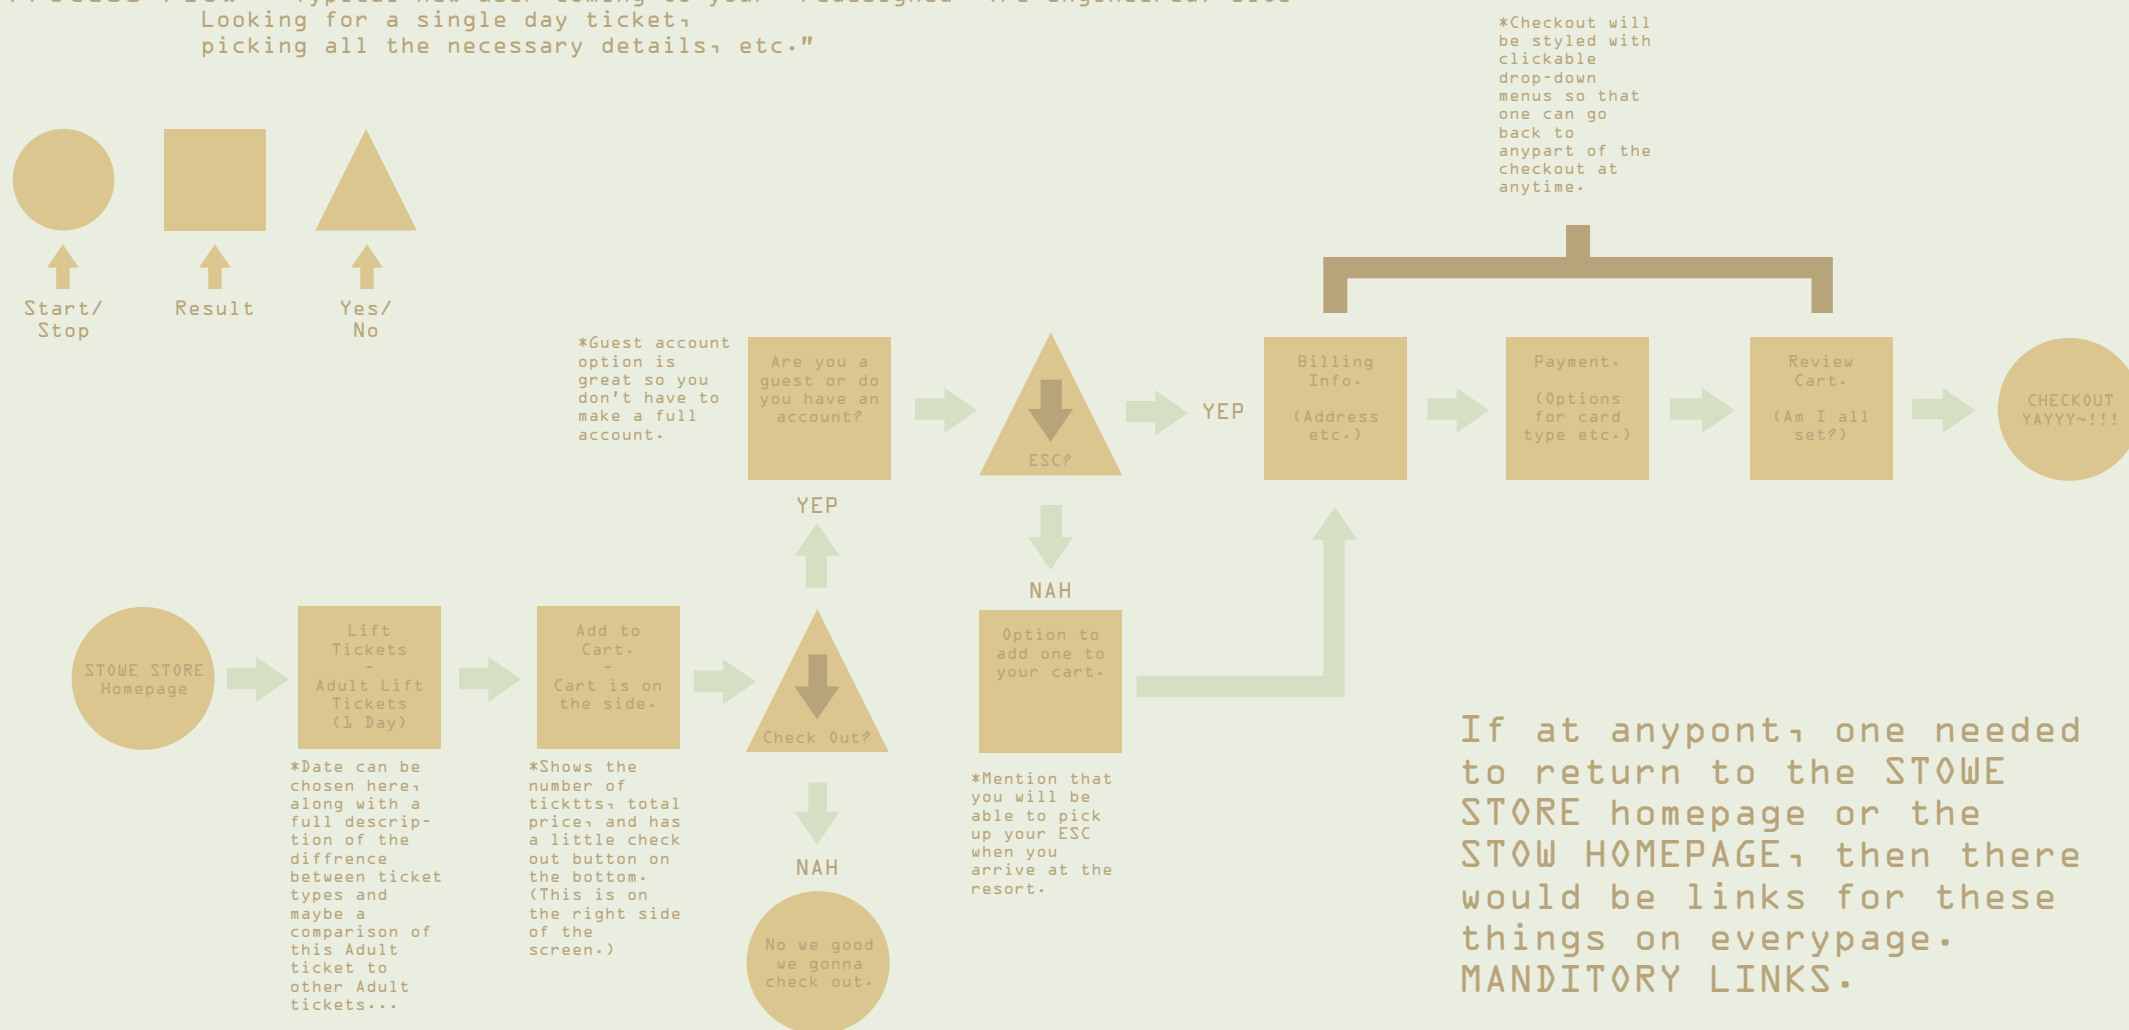 Looking for a single day ticket,
picking all the necessary details, etc."
*Checkout will
be styled with
clickable
drop-down
menus so that
one can go
back to
anypart of the
checkout at
anytime.
Start/
Stop
Result
Yes/
No
*Guest account
option is
great so you
don't have to
make a full
account.
Are you a
guest or do
you have an
account?
ESC?
YEP
Billing
Info.
(Address
etc.)
Payment.
(Options
for card
type etc.)
Review
Cart.
(Am I all
set?)
CHECKOUT
YAYYY~!!!
YEP
NAH
STOWE STORE
Homepage
Lift
Tickets
-
Adult Lift
Tickets
(1 Day)
Add to
Cart.
-
Cart is on
the side.
Check Out?
Option to
add one to
your cart.
*Date can be
chosen here,
along with a
full descrip-
tion of the
diffrence
between ticket
types and
maybe a
comparison of
this Adult
ticket to
other Adult
tickets...
*Shows the
number of
ticktts, total
price, and has
a little check
out button on
the bottom.
(This is on
the right side
of the
screen.)
NAH
No we good
we gonna
check out.
*Mention that
you will be
able to pick
up your ESC
when you
arrive at the
resort.
If at anypont, one needed
to return to the STOWE
STORE homepage or the
STOW HOMEPAGE, then there
would be links for these
things on everypage.
MANDITORY LINKS.